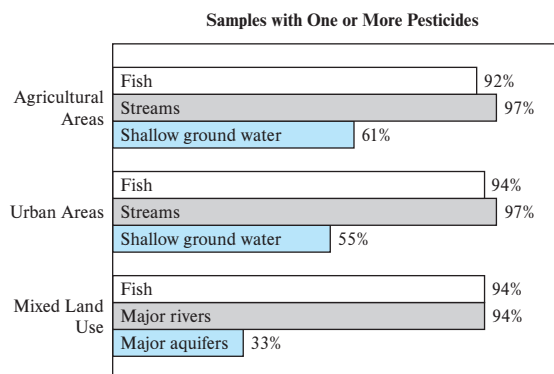 Samples with One or More Pesticides
Agricultural
Areas
Fish
92%
Streams
97%
Shallow ground water
61%
Urban Areas
Fish
94%
Streams
97%
Shallow ground water
55%
Mixed Land
Use
Fish
94%
Major rivers
94%
Major aquifers
33%